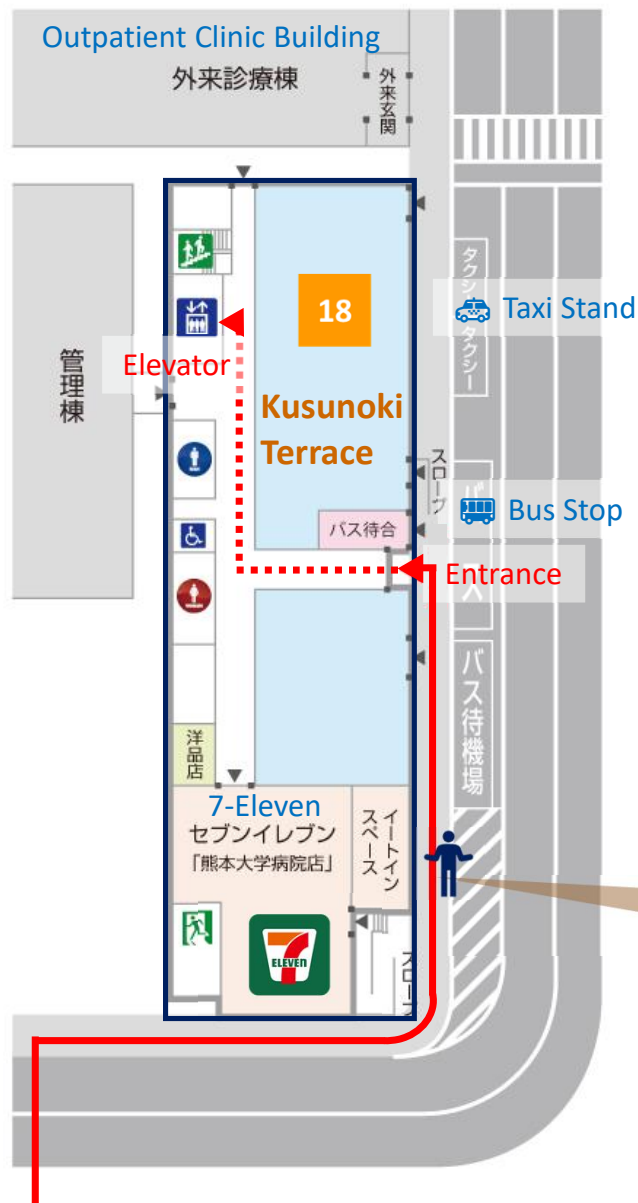 Outpatient Clinic Building
外来診療棟
外来玄関
タクシー
タクシー
Taxi Stand
18
Elevator
管理棟
Kusunoki
Terrace
スロープ
バス
Bus Stop
バス待合
Entrance
バス待機場
洋品店
7-Eleven
セブンイレブン
「熊本大学病院店」
イートイン
スペース
ELEVEN
スロープ